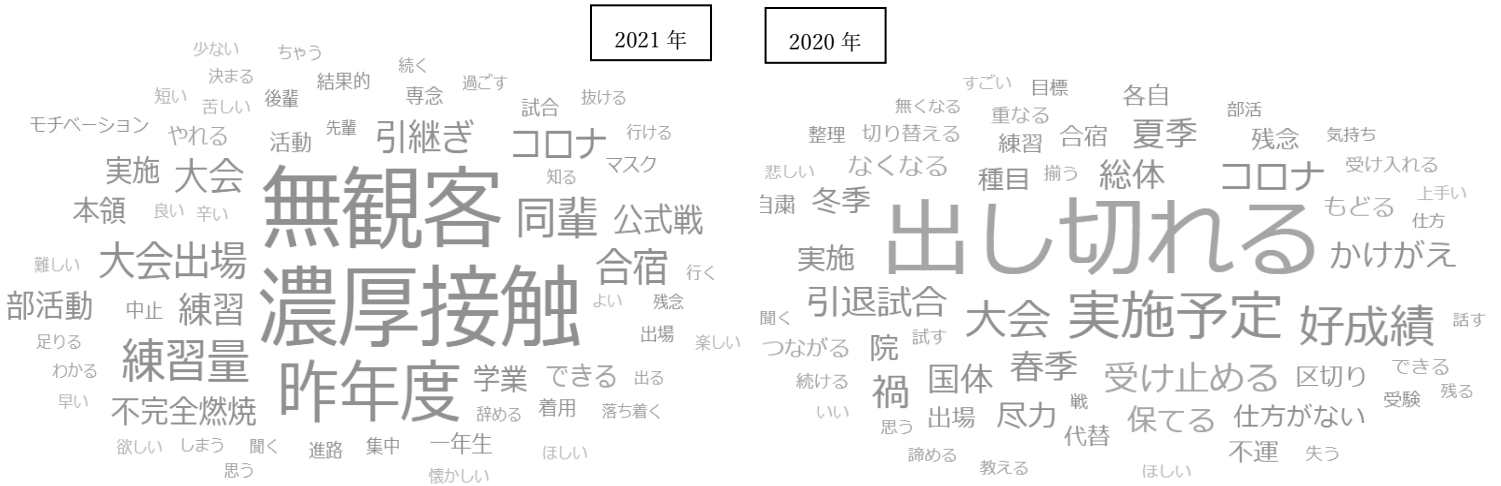 2021 年
少ない ちゃう
続く
決まる 結果的 過ごす
短い 苦しい 後輩 専念 試合 抜ける
モチベーション やれる 活動 先輩 引継ぎ コロナ 行ける
マスク
実施 大会 知る
本領 良い 辛い 無観客 同輩 公式戦
難しい 大会出場 合宿 行く
部活動 中止 練習 濃厚接触 よい 残念
足りる 出場 楽しい
わかる 練習量 昨年度 学業 できる 出る
早い 不完全燃焼 辞める 着用 落ち着く
欲しい しまう 聞く 進路 集中 一年生 ほしい
思う 懐かしい
2020 年
すごい 目標 各自
無くなる 重なる 部活
整理 切り替える 練習 合宿 夏季 残念 気持ち
悲しい なくなる 種目 揃う 総体 コロナ 受け入れる
自粛 冬季 出し切れる もどる 上手い
仕方
実施 かけがえ
引退試合 大会 実施予定 好成績
聞く 試す 話す
つながる 院 春季
続ける 禍 国体 受け止める 区切り できる
いい 出場 尽力 戦 保てる 仕方がない 受験 残る
思う 代替
諦める 不運 失う
教える ほしい